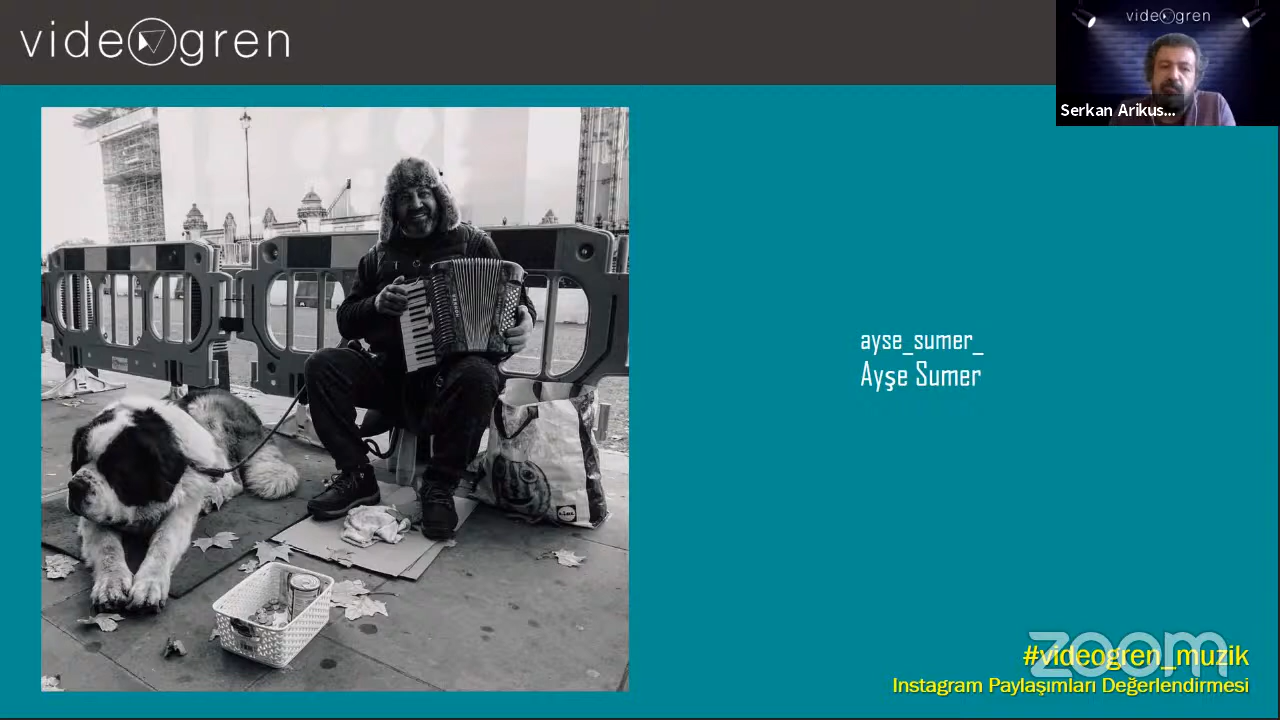 videogren
videogren
Serkan Arikus...
ayse_sumer_
Ayşe Sumer
zoom
#videogren_muzik
Instagram Paylaşımları Değerlendirmesi